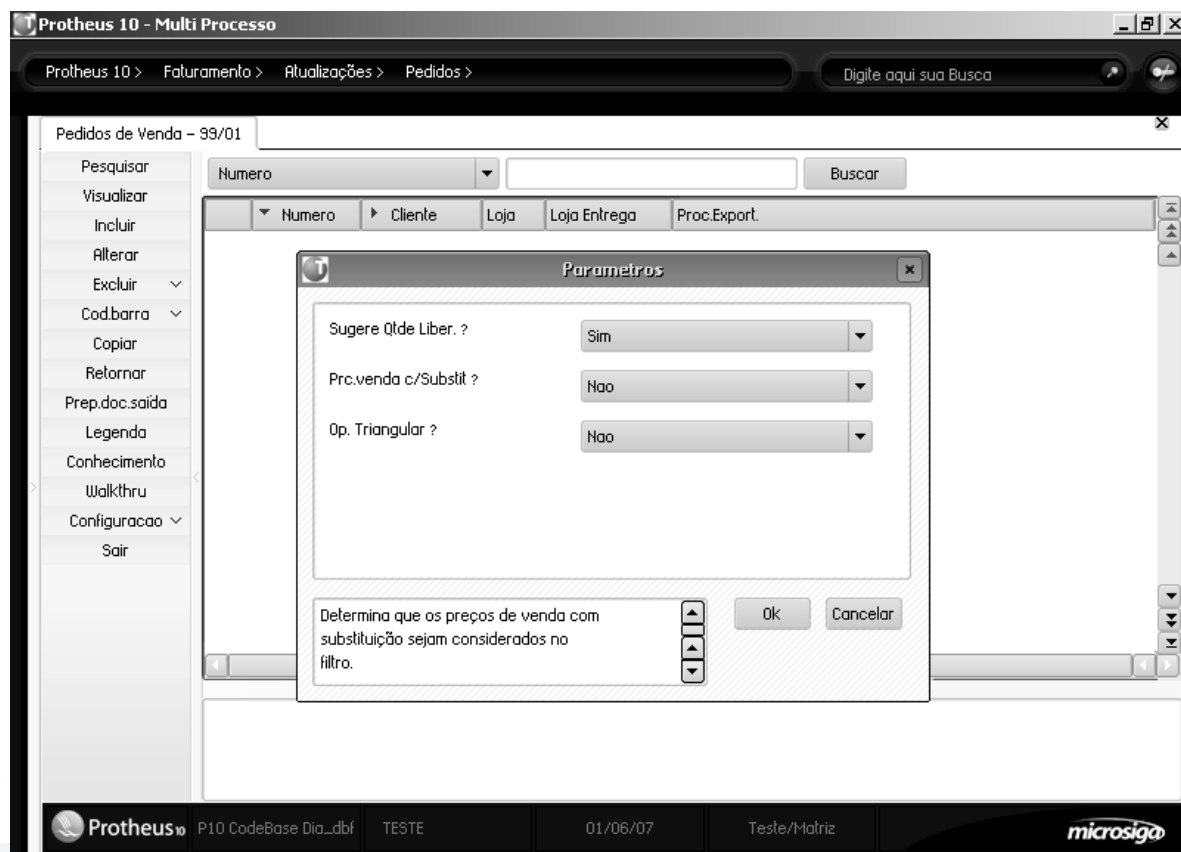 Protheus 10 - Multi Processo
Protheus 10 > Faturamento > Atualizações > Pedidos >
Digite aqui sua Busca
Pedidos de Venda - 99/01
Pesquisar
Visualizar
Incluir
Alterar
Excluir
Cod.barra
Copiar
Retornar
Prep.doc.saída
Legenda
Conhecimento
Walkthru
Configuracao
Sair
Numero
Buscar
Numero Cliente Loja Loja Entrega Proc.Export.
Parametros
Sugere Qtde Liber. ? Sim
Prc.venda c/Substit ? Nao
Op. Triangular ? Nao
Determina que os preços de venda com
substituição sejam considerados no
filtro.
Ok Cancelar
Protheus 10 P10 CodeBase Dia_dbf TESTE 01/06/07 Teste/Matriz microsiga